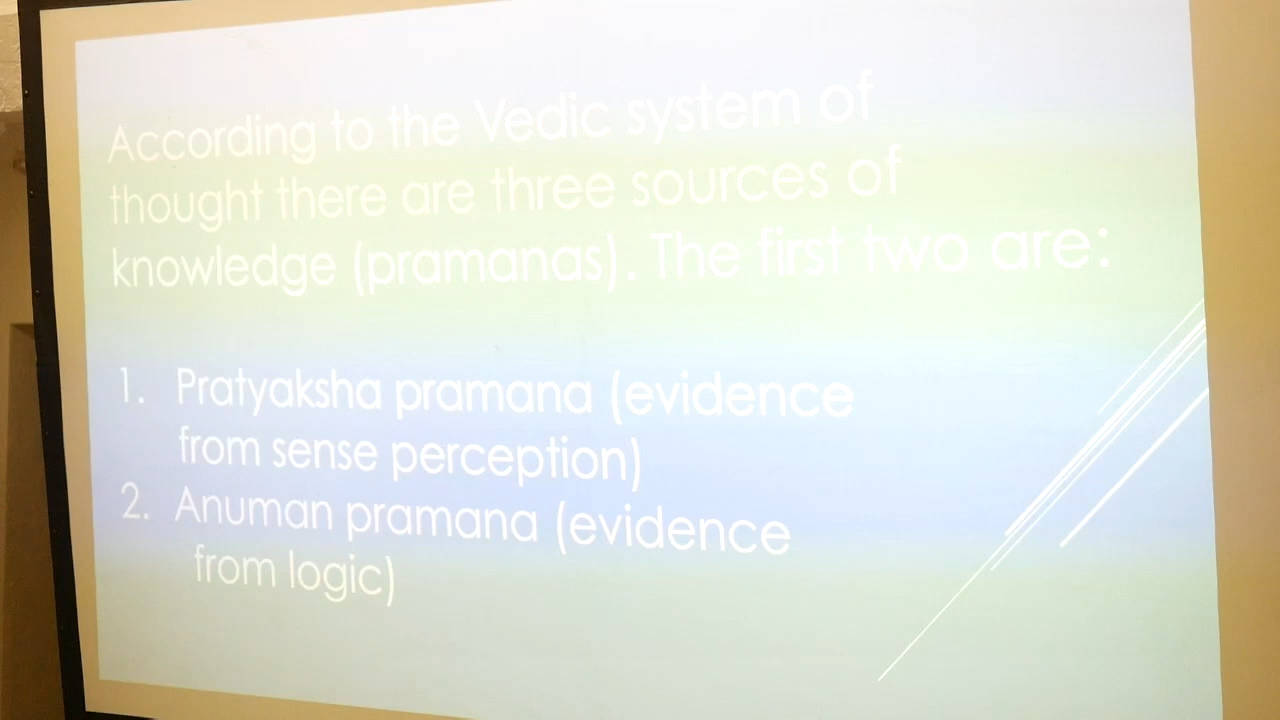 According to the Vedic system of
thought there are three sources of
knowledge (pramanas). The first two are:
1. Pratyaksha pramana (evidence
from sense perception)
2. Anuman pramana (evidence
from logic)